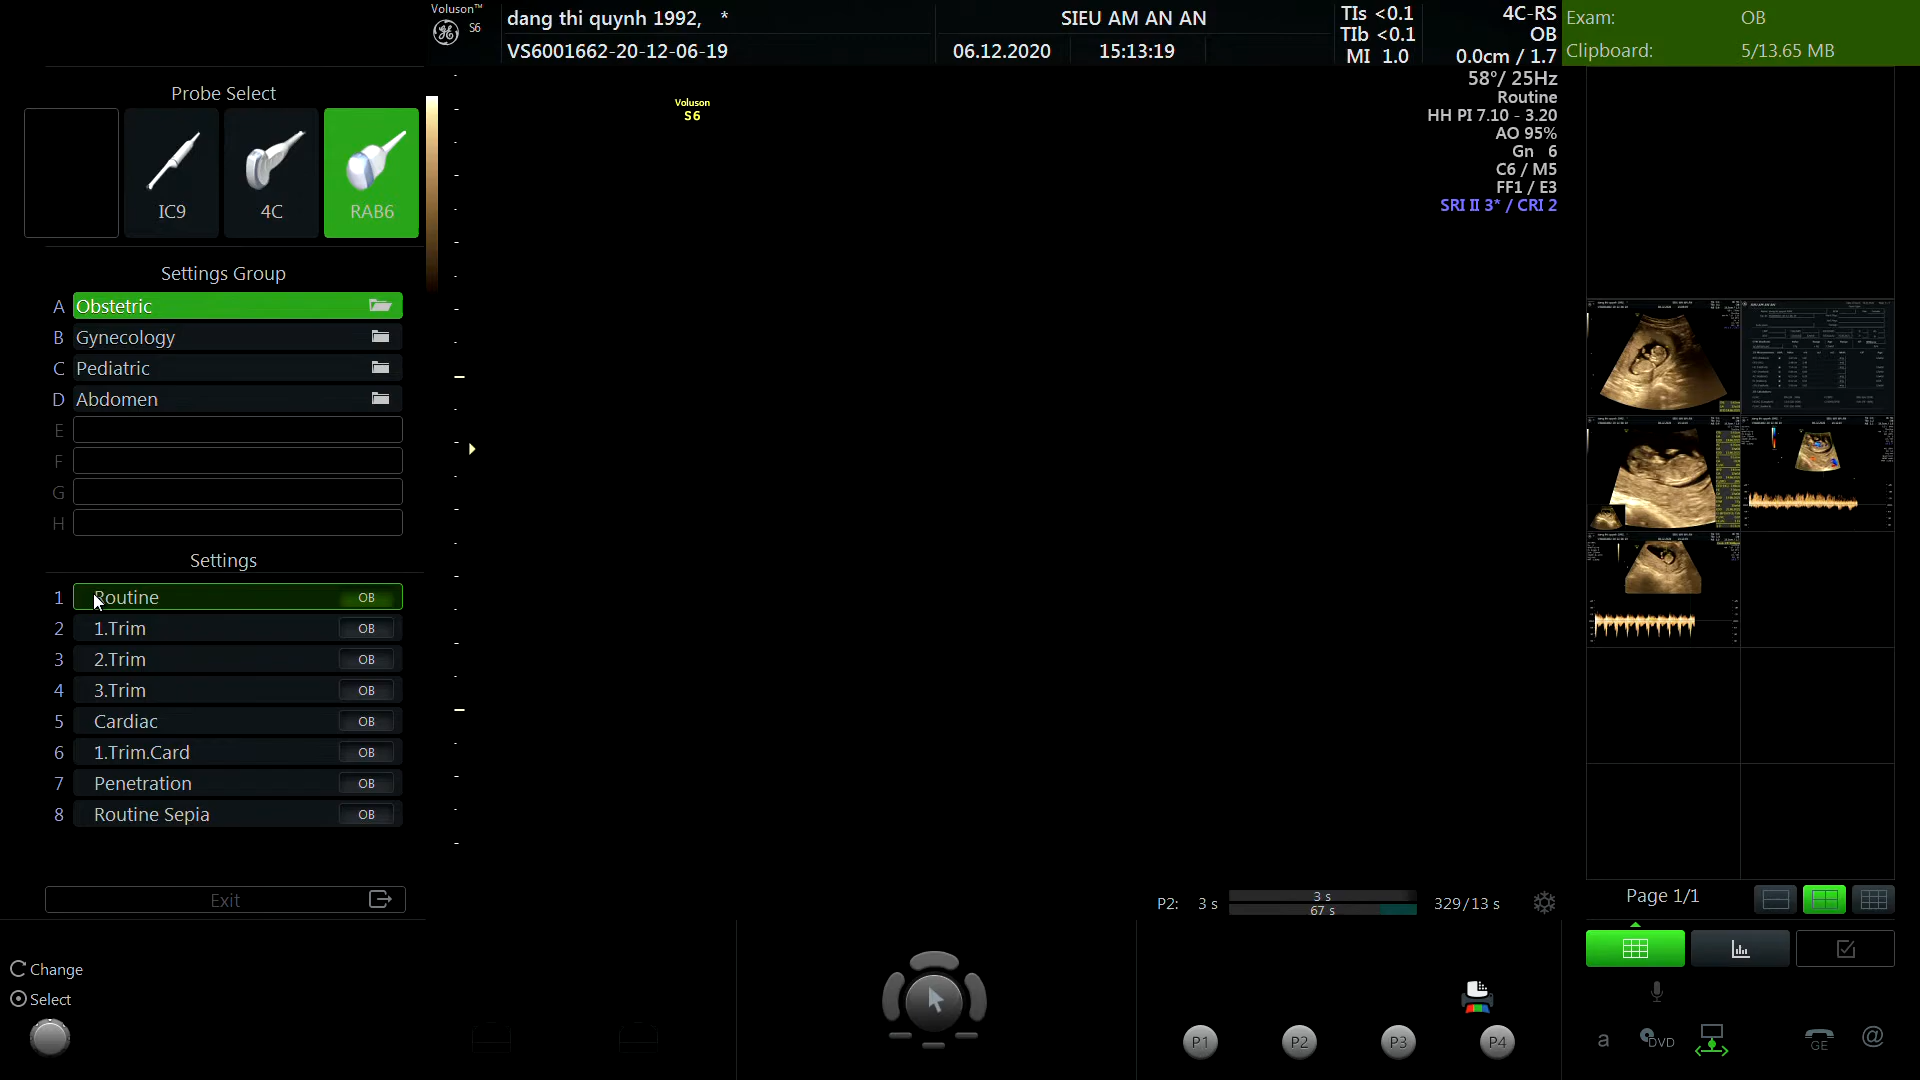 Voluson™
S6
dang thi quynh 1992, *
VS6001662-20-12-06-19
SIEU AM AN AN
06.12.2020 15:13:19
TIs <0.1
TIb <0.1
MI 1.0
4C-RS
OB
0.0cm / 1.7
Exam: OB
Clipboard: 5/13.65 MB
58°/ 25Hz
Routine
HH PI 7.10 - 3.20
AO 95%
Gn 6
C6 / M5
FF1 / E3
SRI II 3* / CRI 2
Voluson
S6
Probe Select
IC9
4C
RAB6
Settings Group
A Obstetric
B Gynecology
C Pediatric
D Abdomen
E
F
G
H
Settings
1 Routine OB
2 1.Trim OB
3 2.Trim OB
4 3.Trim OB
5 Cardiac OB
6 1.Trim.Card OB
7 Penetration OB
8 Routine Sepia OB
Exit
Change
Select
P2: 3 s
3 s
67 s
329/13 s
P1
P2
P3
P4
Page 1/1
a
DVD
GE
@